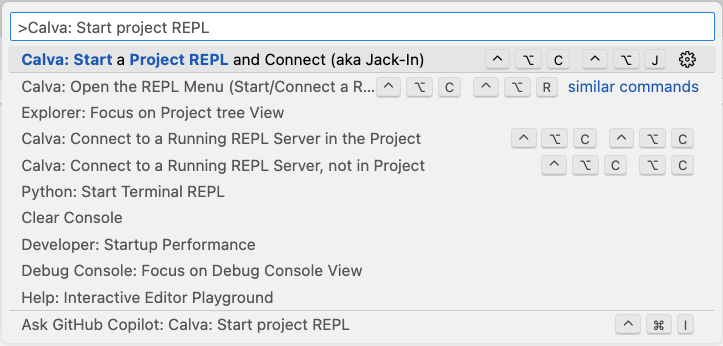 >Calva: Start project REPL
Calva: Start a Project REPL and Connect (aka Jack-In) ^ ⌥ C ^ ⌥ J
Calva: Open the REPL Menu (Start/Connect a R... ^ ⌥ C ^ ⌥ R similar commands
Explorer: Focus on Project tree View
Calva: Connect to a Running REPL Server in the Project ^ ⌥ C ^ ⌥ C
Calva: Connect to a Running REPL Server, not in Project ^ ⌥ C ⌥ C
Python: Start Terminal REPL
Clear Console
Developer: Startup Performance
Debug Console: Focus on Debug Console View
Help: Interactive Editor Playground
Ask GitHub Copilot: Calva: Start project REPL ^ ⌘ I